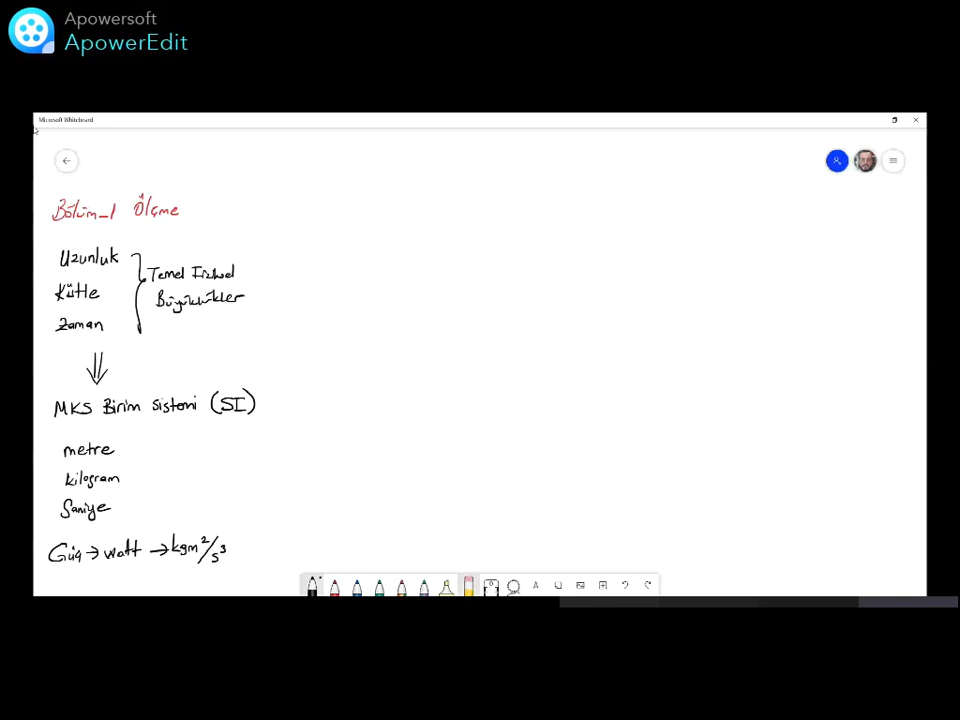 Apowersoft
ApowerEdit
Microsoft Whiteboard
Bölüm_1 Ölçme
Uzunluk
Kütle
Zaman
Temel Fiziksel
Büyüklükler
MKS Birim Sistemi (SI)
metre
kilogram
Saniye
Güç → watt → kgm²/s³